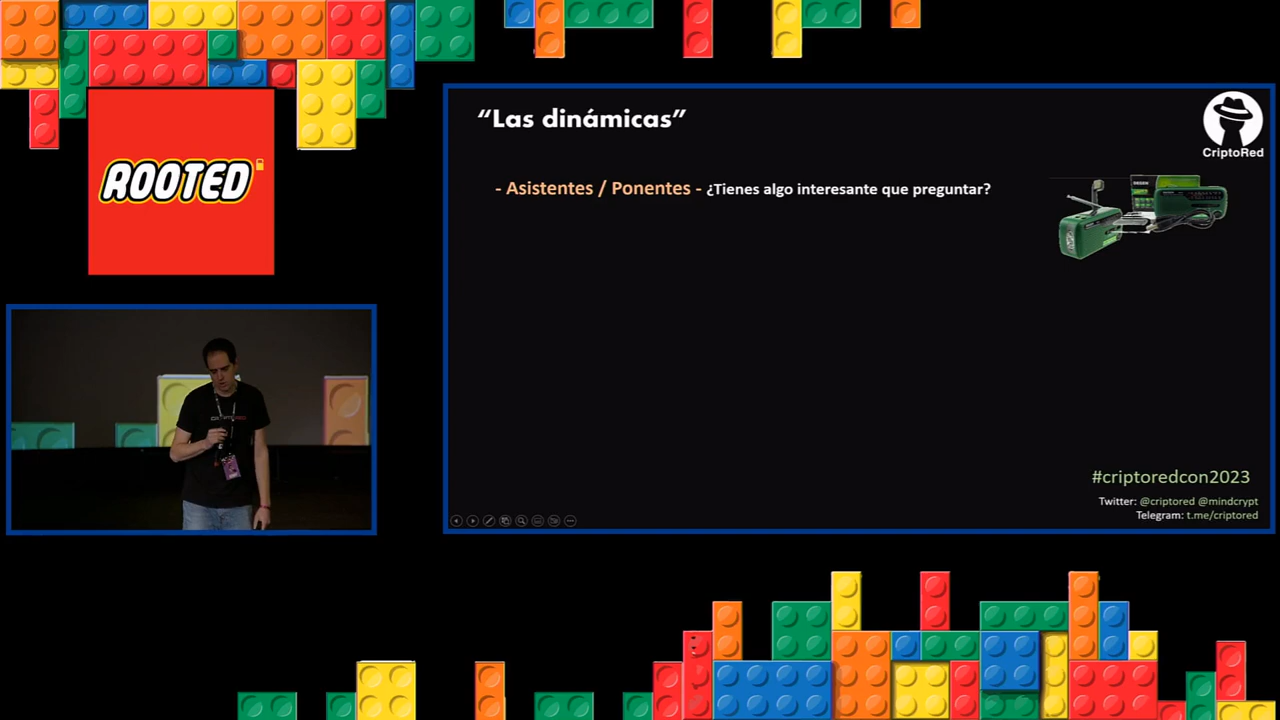 ROOTED
“Las dinámicas”
CriptoRed
- Asistentes / Ponentes - ¿Tienes algo interesante que preguntar?
#criptoredcon2023
Twitter: @criptored @mindcrypt
Telegram: t.me/criptored